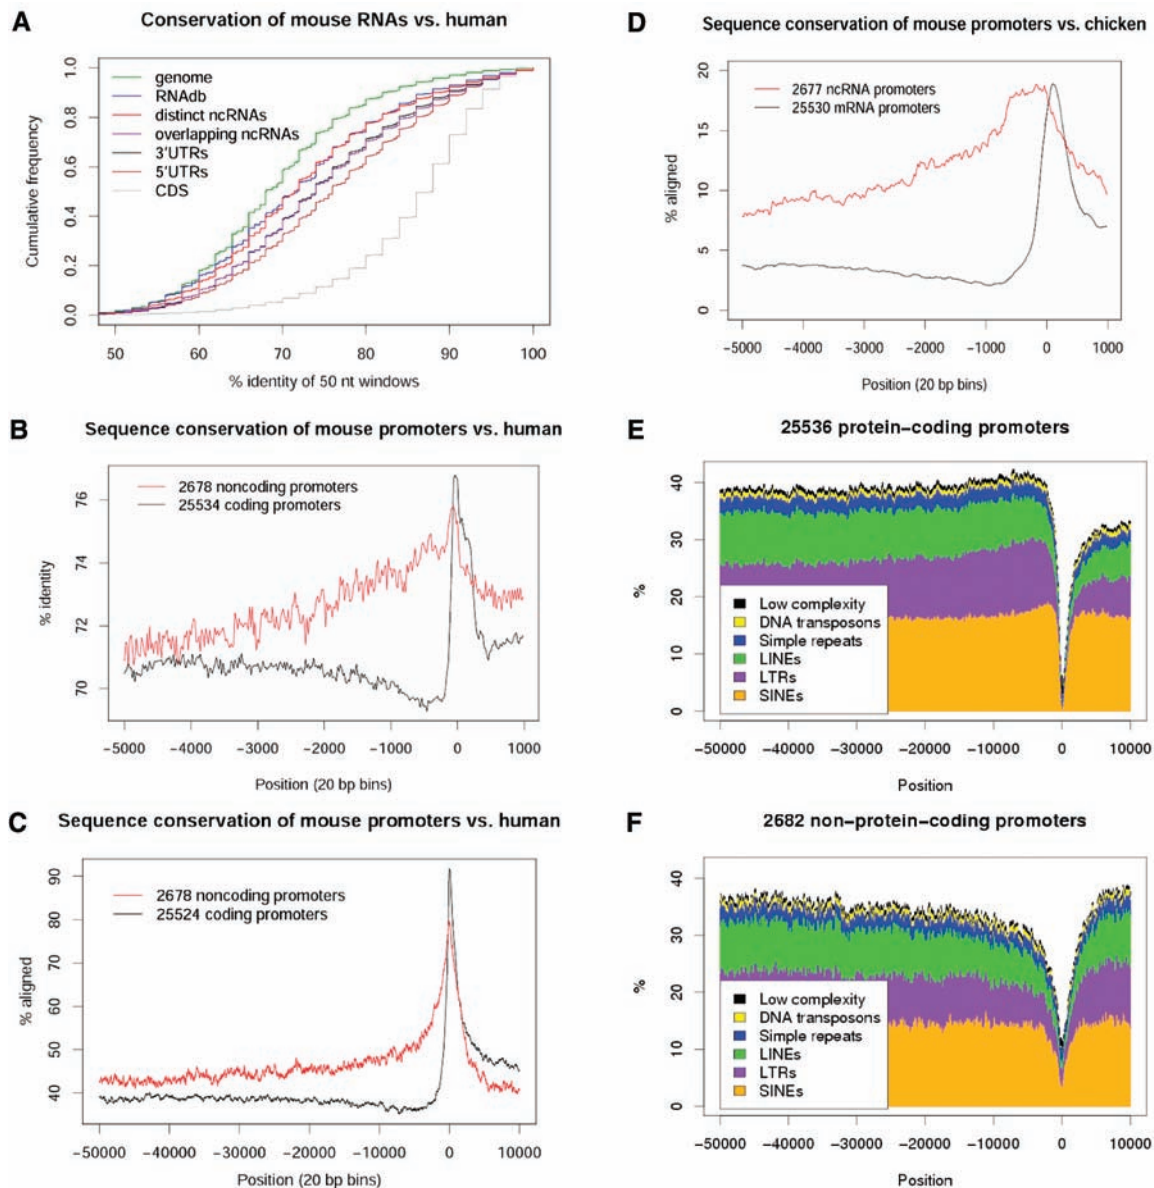 A
Conservation of mouse RNAs vs. human
genome
RNAdb
distinct ncRNAs
overlapping ncRNAs
3'UTRs
5'UTRs
CDS
Cumulative frequency
0.0
0.2
0.4
0.6
0.8
1.0
50
60
70
80
90
100
% identity of 50 nt windows
B
Sequence conservation of mouse promoters vs. human
2678 noncoding promoters
25534 coding promoters
% identity
70
72
74
76
−5000
−4000
−3000
−2000
−1000
0
1000
Position (20 bp bins)
C
Sequence conservation of mouse promoters vs. human
2678 noncoding promoters
25524 coding promoters
% aligned
40
50
60
70
80
90
−50000
−40000
−30000
−20000
−10000
0
10000
Position (20 bp bins)
D
Sequence conservation of mouse promoters vs. chicken
2677 ncRNA promoters
25530 mRNA promoters
% aligned
0
5
10
15
20
−5000
−4000
−3000
−2000
−1000
0
1000
Position (20 bp bins)
E
25536 protein−coding promoters
%
0
10
20
30
40
Low complexity
DNA transposons
Simple repeats
LINEs
LTRs
SINEs
−50000
−40000
−30000
−20000
−10000
0
10000
Position
F
2682 non−protein−coding promoters
%
0
10
20
30
40
Low complexity
DNA transposons
Simple repeats
LINEs
LTRs
SINEs
−50000
−40000
−30000
−20000
−10000
0
10000
Position